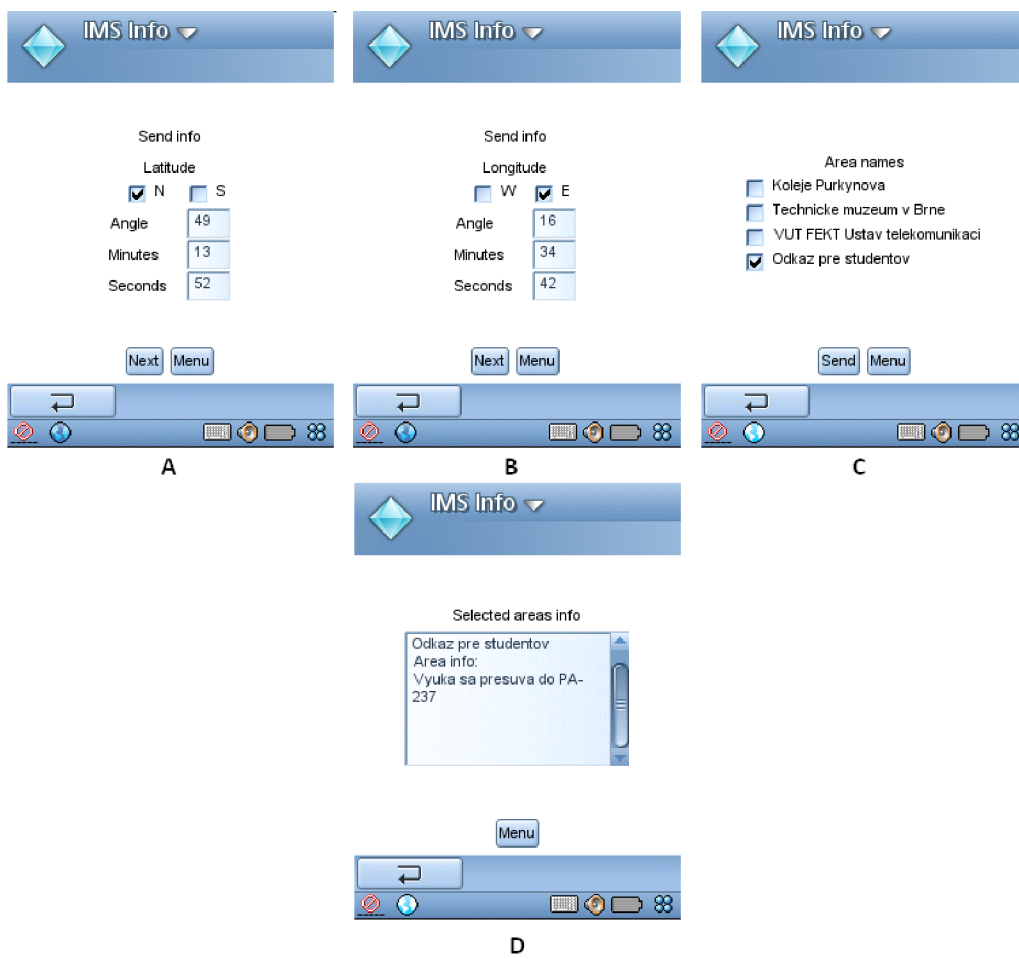 IMS Info
Send info
Latitude
N S
Angle 49
Minutes 13
Seconds 52
Next Menu
A
IMS Info
Send info
Longitude
W E
Angle 16
Minutes 34
Seconds 42
Next Menu
B
IMS Info
Area names
Koleje Purkynova
Technicke muzeum v Brne
VUT FEKT Ustav telekomunikaci
Odkaz pre studentov
Send Menu
C
IMS Info
Selected areas info
Odkaz pre studentov
Area info:
Vyuka sa presuva do PA-
237
Menu
D